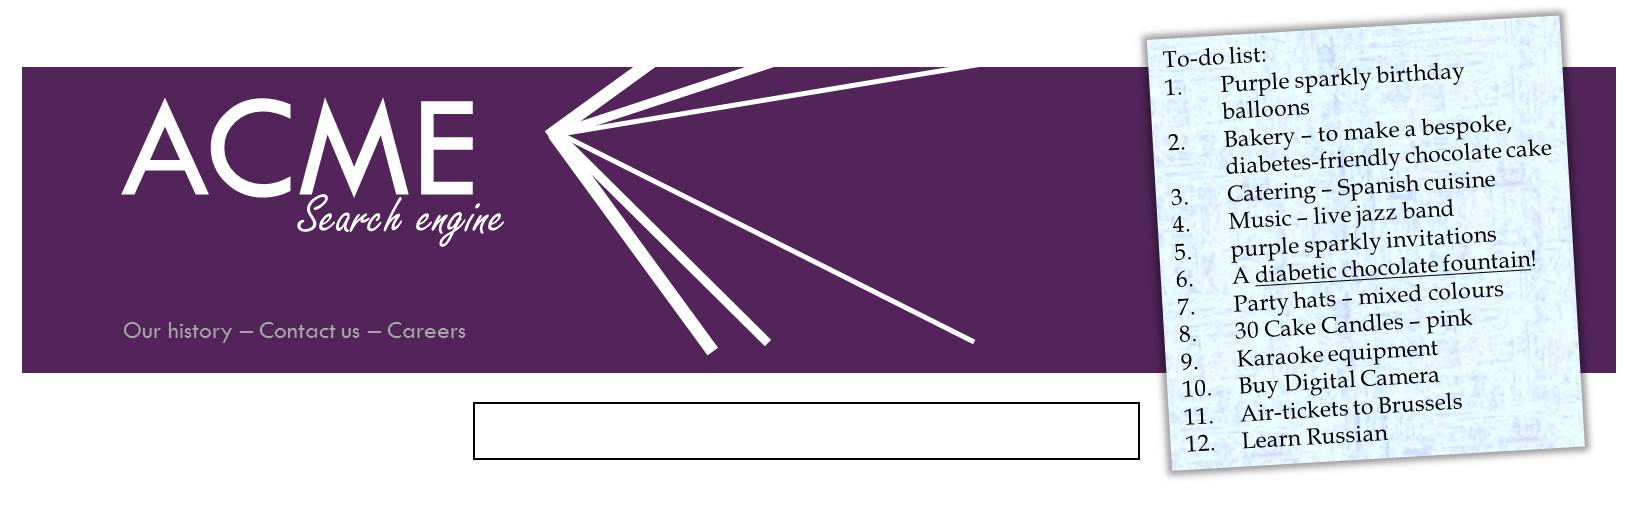 ACME
Search engine
Our history – Contact us – Careers
To-do list:
1. Purple sparkly birthday
balloons
2. Bakery – to make a bespoke,
diabetes-friendly chocolate cake
3. Catering – Spanish cuisine
4. Music – live jazz band
5. purple sparkly invitations
6. A diabetic chocolate fountain!
7. Party hats – mixed colours
8. 30 Cake Candles – pink
9. Karaoke equipment
10. Buy Digital Camera
11. Air-tickets to Brussels
12. Learn Russian